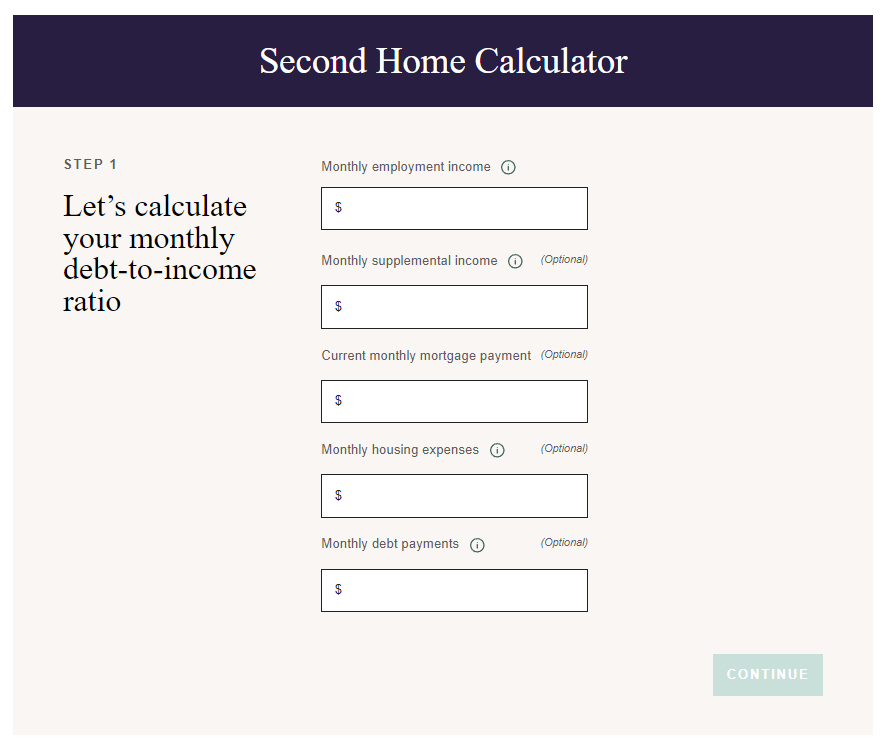 Second Home Calculator
STEP 1
Let’s calculate
your monthly
debt-to-income
ratio
Monthly employment income
$
Monthly supplemental income (Optional)
$
Current monthly mortgage payment (Optional)
$
Monthly housing expenses (Optional)
$
Monthly debt payments (Optional)
$
CONTINUE